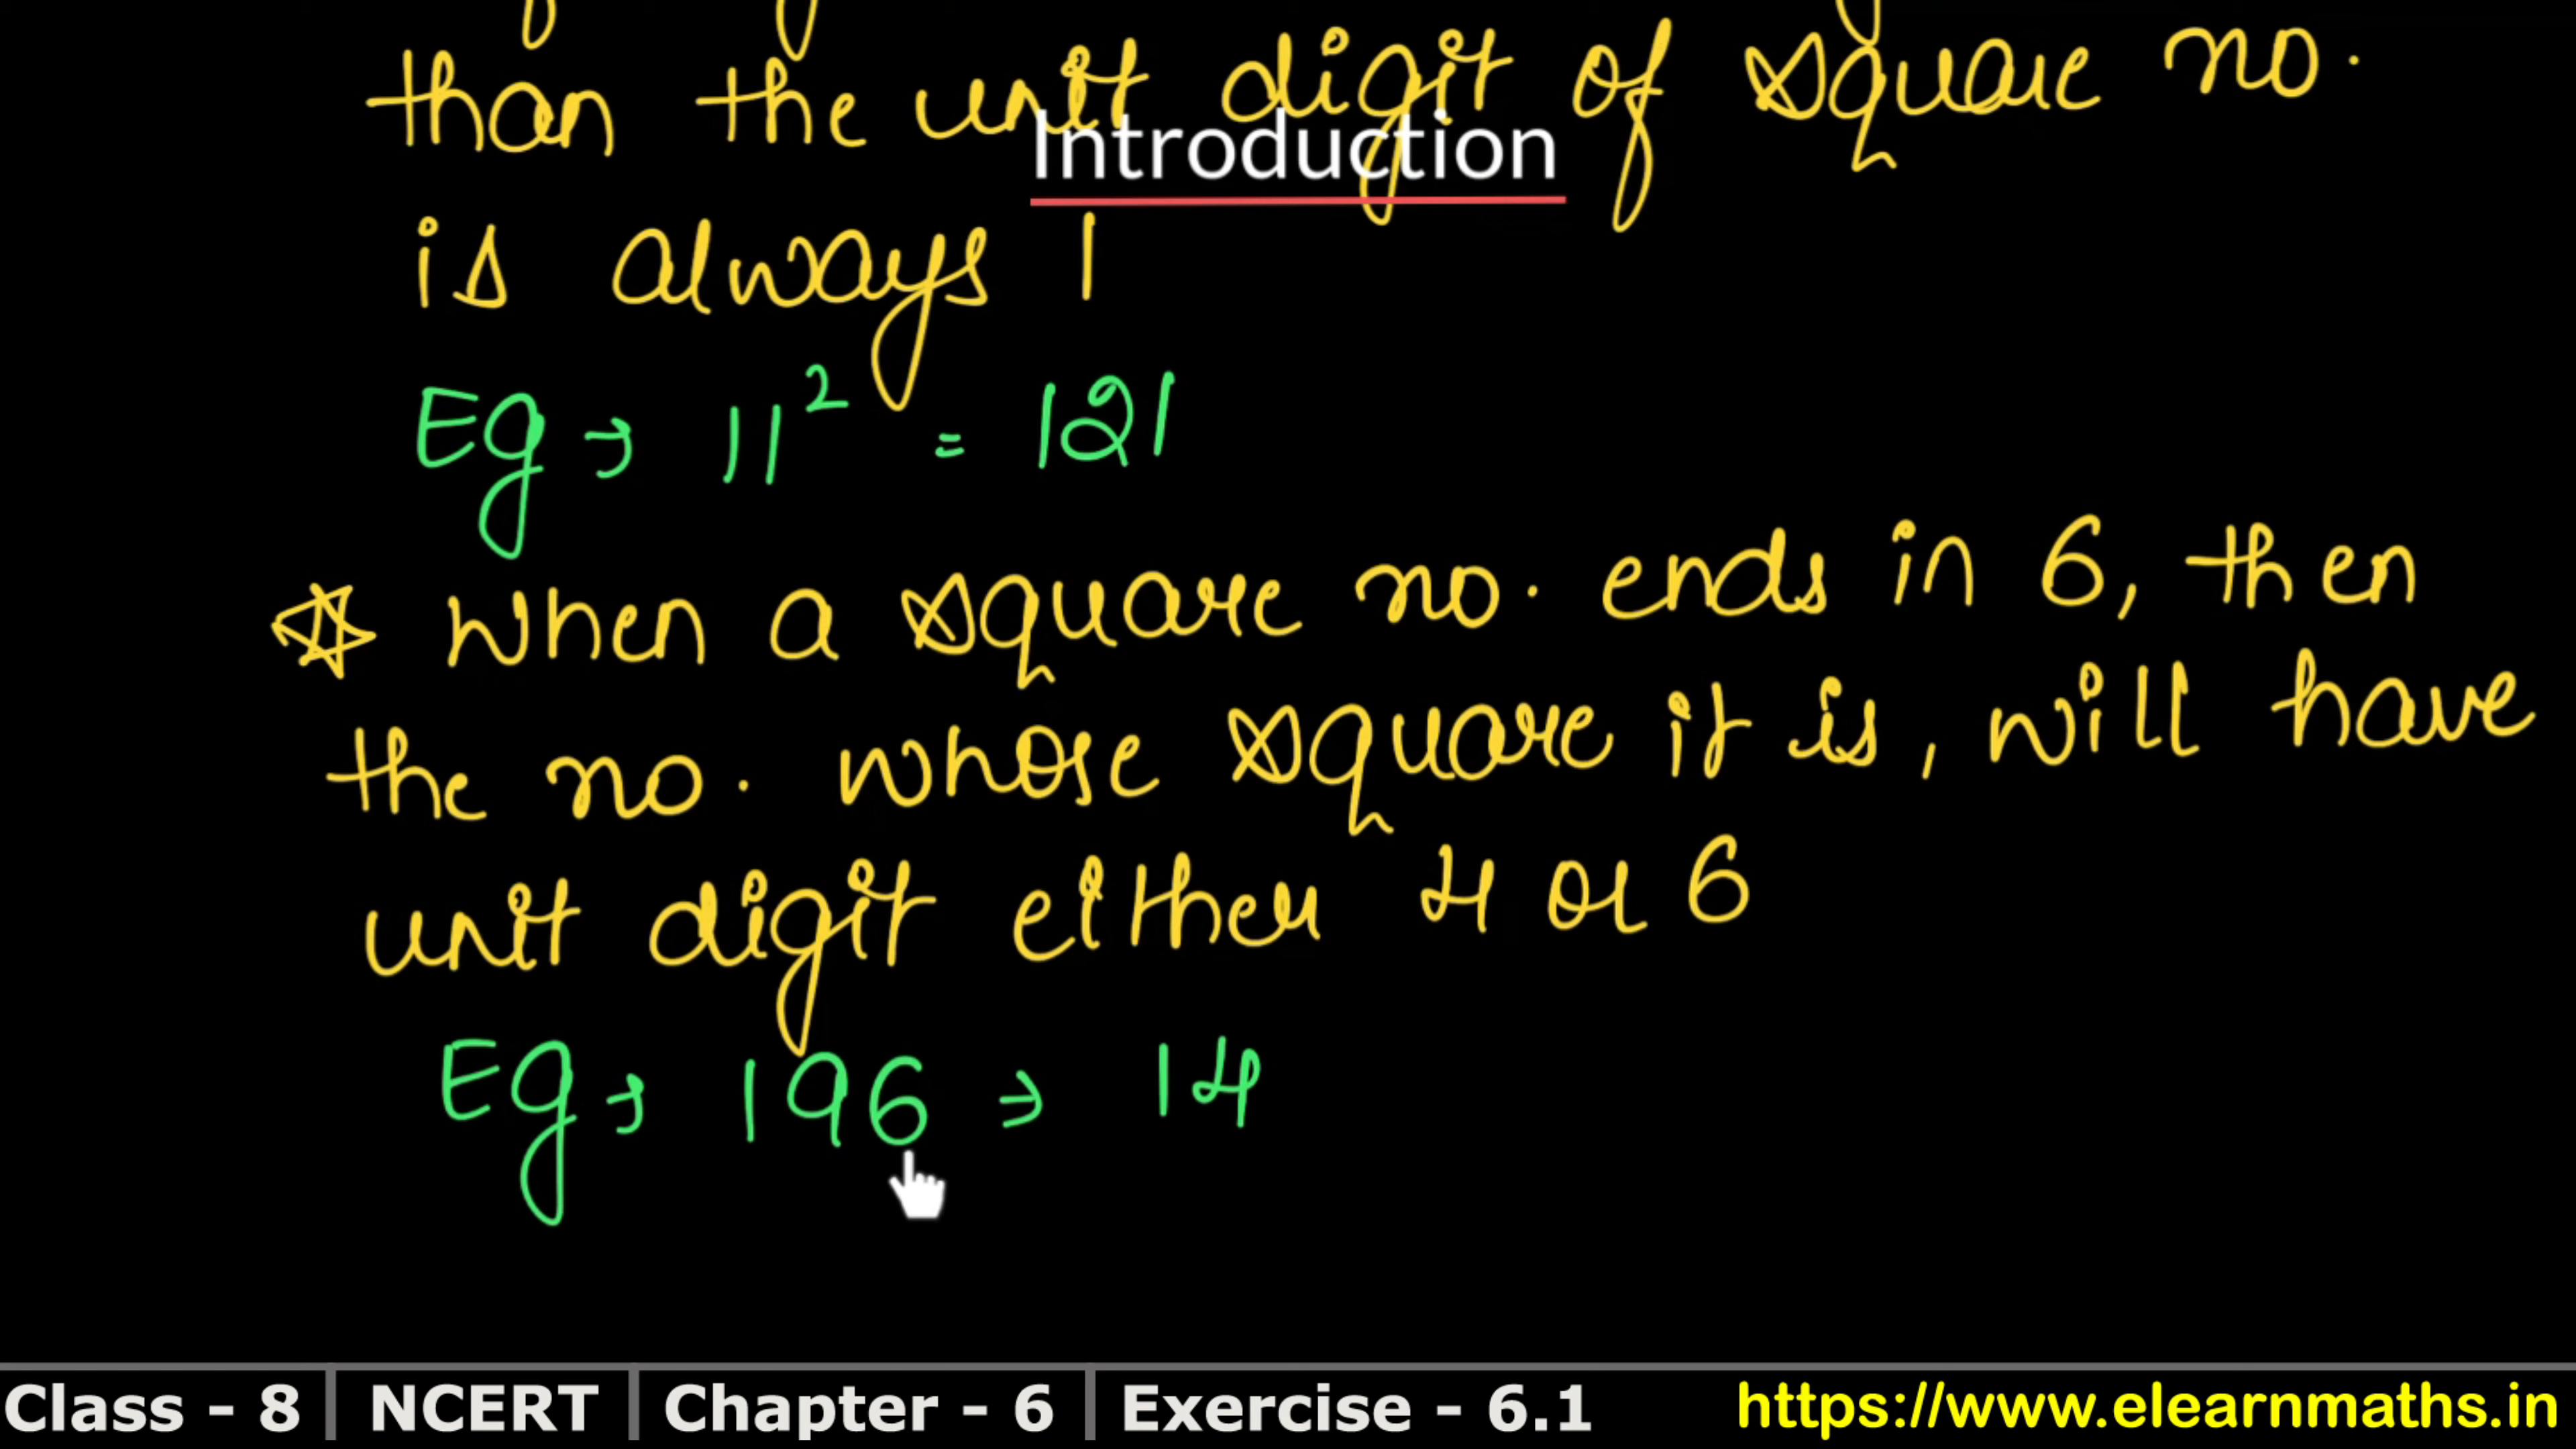 than the unit digit of square no.
Introduction
is always 1
Eg → 11² = 121
☆ when a square no. ends in 6, then
the no. whose square it is, will have
unit digit either 4 or 6
Eg → 196 → 14
Class - 8 | NCERT | Chapter - 6 | Exercise - 6.1 https://www.elearnmaths.in